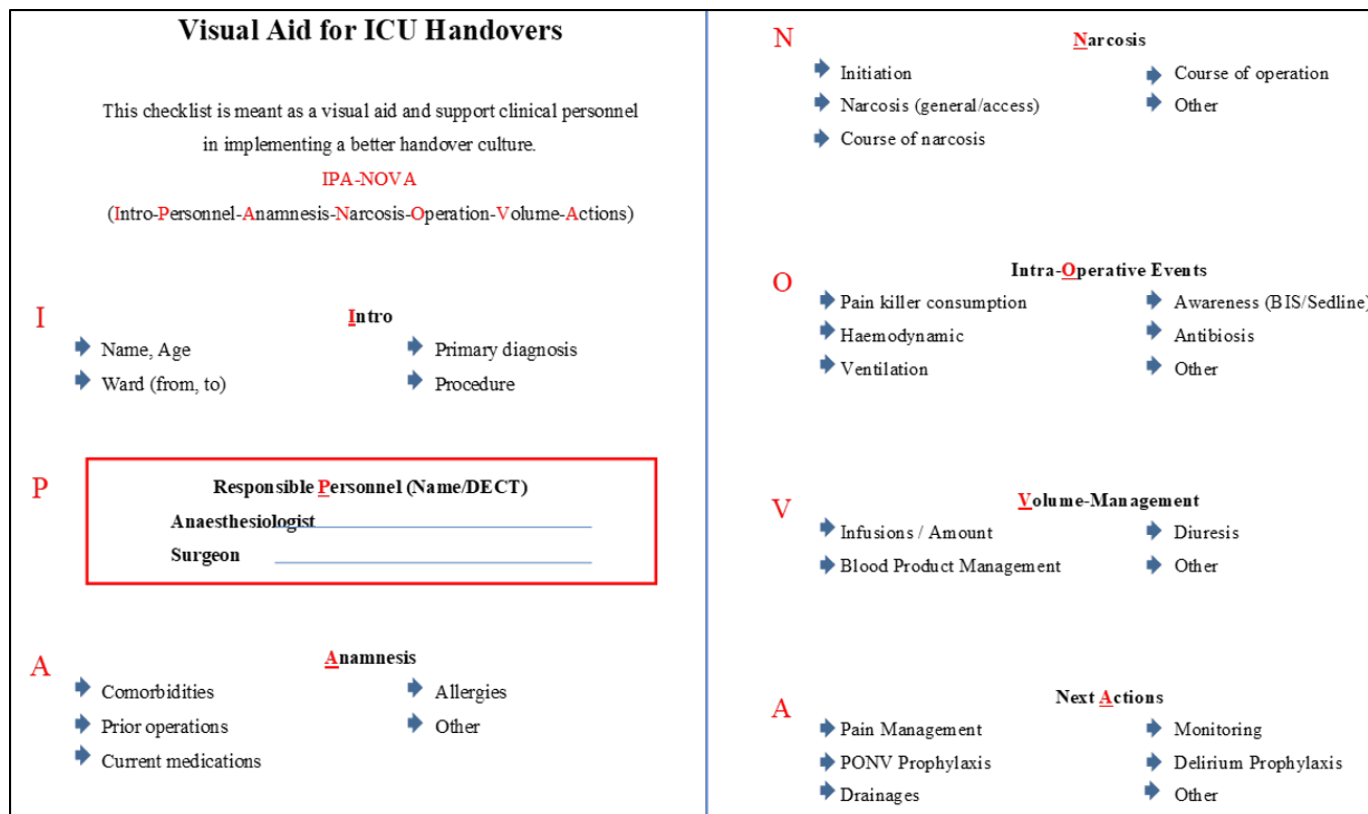 Visual Aid for ICU Handovers
This checklist is meant as a visual aid and support clinical personnel
in implementing a better handover culture.
IPA-NOVA
(Intro-Personnel-Anamnesis-Narcosis-Operation-Volume-Actions)
I
Intro
Name, Age
Primary diagnosis
Ward (from, to)
Procedure
P
Responsible Personnel (Name/DECT)
Anaesthesiologist
Surgeon
A
Anamnesis
Comorbidities
Allergies
Prior operations
Other
Current medications
N
Narcosis
Initiation
Course of operation
Narcosis (general/access)
Other
Course of narcosis
O
Intra-Operative Events
Pain killer consumption
Awareness (BIS/Sedline)
Haemodynamic
Antibiosis
Ventilation
Other
V
Volume-Management
Infusions / Amount
Diuresis
Blood Product Management
Other
A
Next Actions
Pain Management
Monitoring
PONV Prophylaxis
Delirium Prophylaxis
Drainages
Other